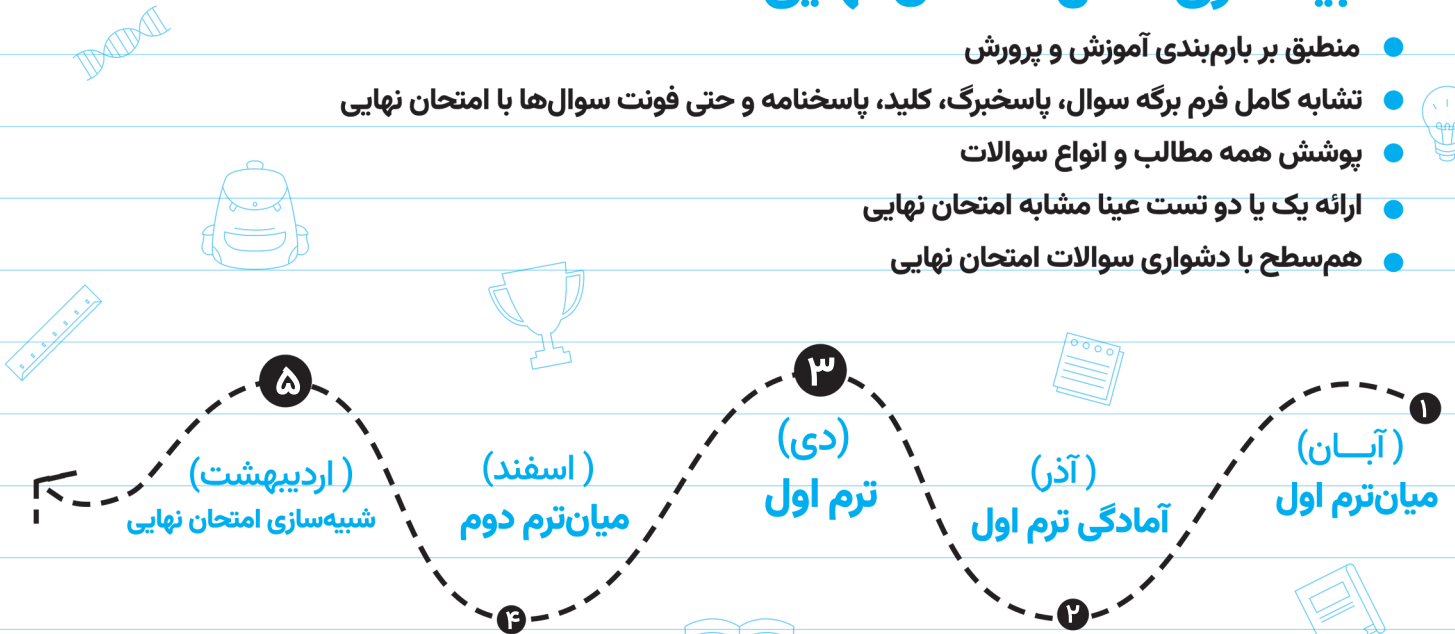 منطبق بر بارم‌بندی آموزش و پرورش
تشابه کامل فرم برگه سوال، پاسخبرگ، کلید، پاسخنامه و حتی فونت سوال‌ها با امتحان نهایی
پوشش همه مطالب و انواع سوالات
ارائه یک یا دو تست عینا مشابه امتحان نهایی
هم‌سطح با دشواری سوالات امتحان نهایی
۱
( آبـــان)
میان‌ترم اول
۲
( آذر )
آمادگی ترم اول
۳
(دی)
ترم اول
۴
( اسفند )
میان‌ترم دوم
۵
( اردیبهشت )
شبیه‌سازی امتحان نهایی